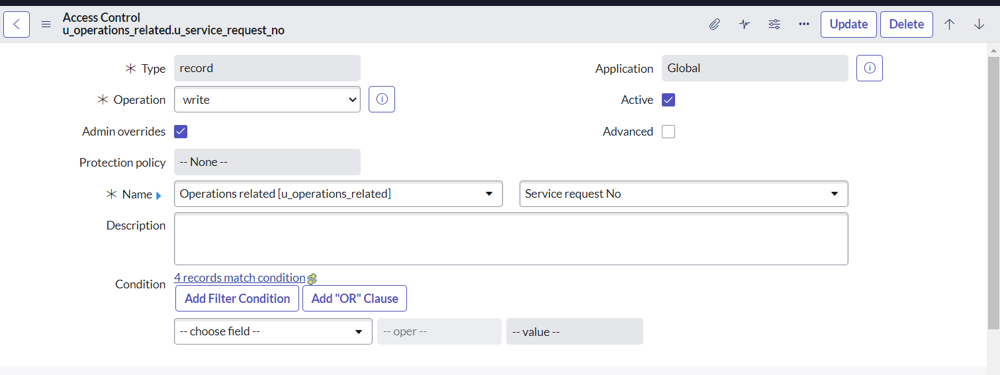 Access Control
u_operations_related.u_service_request_no
Update
Delete
Type
record
Application
Global
Operation
write
Active
Admin overrides
Advanced
Protection policy
-- None --
Name
Operations related [u_operations_related]
Service request No
Description
Condition
4 records match condition
Add Filter Condition
Add "OR" Clause
-- choose field --
-- oper --
-- value --